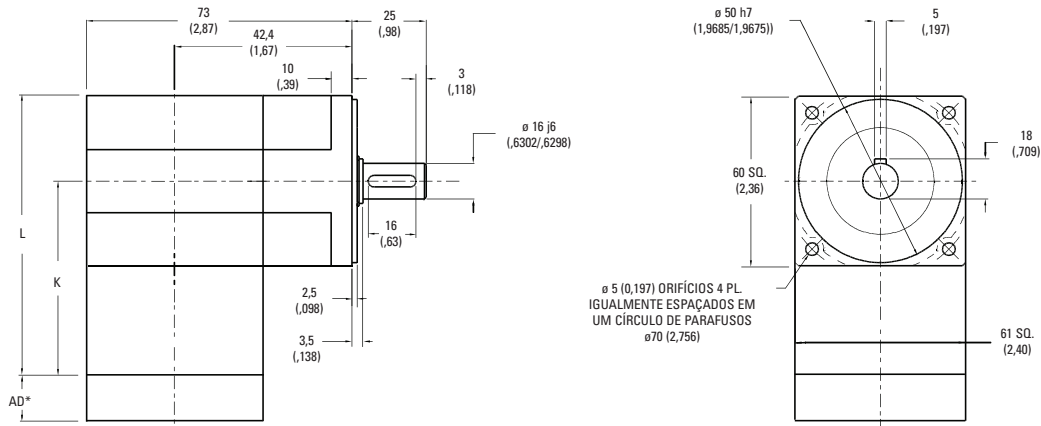 73
(2,87)
25
(,98)
42,4
(1,67)
10
(,39)
3
(,118)
ø 16 j6
(,6302/,6298)
L
K
16
(,63)
2,5
(,098)
3,5
(,138)
AD*
ø 50 h7
(1,9685/1,9675))
5
(,197)
18
(,709)
60 SQ.
(2,36)
ø 5 (0,197) ORIFÍCIOS 4 PL.
IGUALMENTE ESPAÇADOS EM
UM CÍRCULO DE PARAFUSOS
ø70 (2,756)
61 SQ.
(2,40)